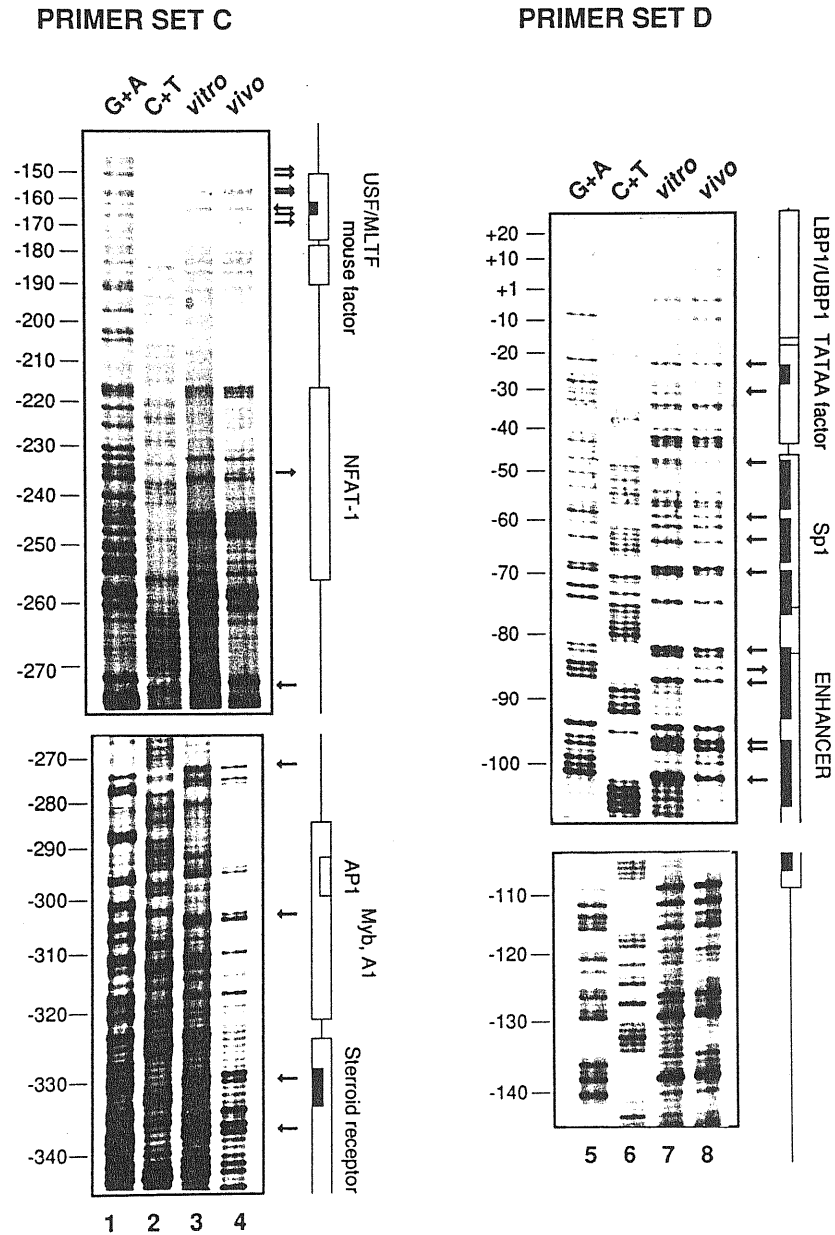 PRIMER SET C
G+A C+T vitro vivo
-150
-160
-170
-180
-190
-200
-210
-220
-230
-240
-250
-260
-270
USF/MLTF
mouse factor
NFAT-1
-270
-280
-290
-300
-310
-320
-330
-340
AP1
Myb, A1
Sterroid receptor
1 2 3 4
PRIMER SET D
G+A C+T vitro vivo
+20
+10
+1
-10
-20
-30
-40
-50
-60
-70
-80
-90
-100
LBP1/UBP1
TATAA factor
Sp1
ENHANCER
-110
-120
-130
-140
5 6 7 8